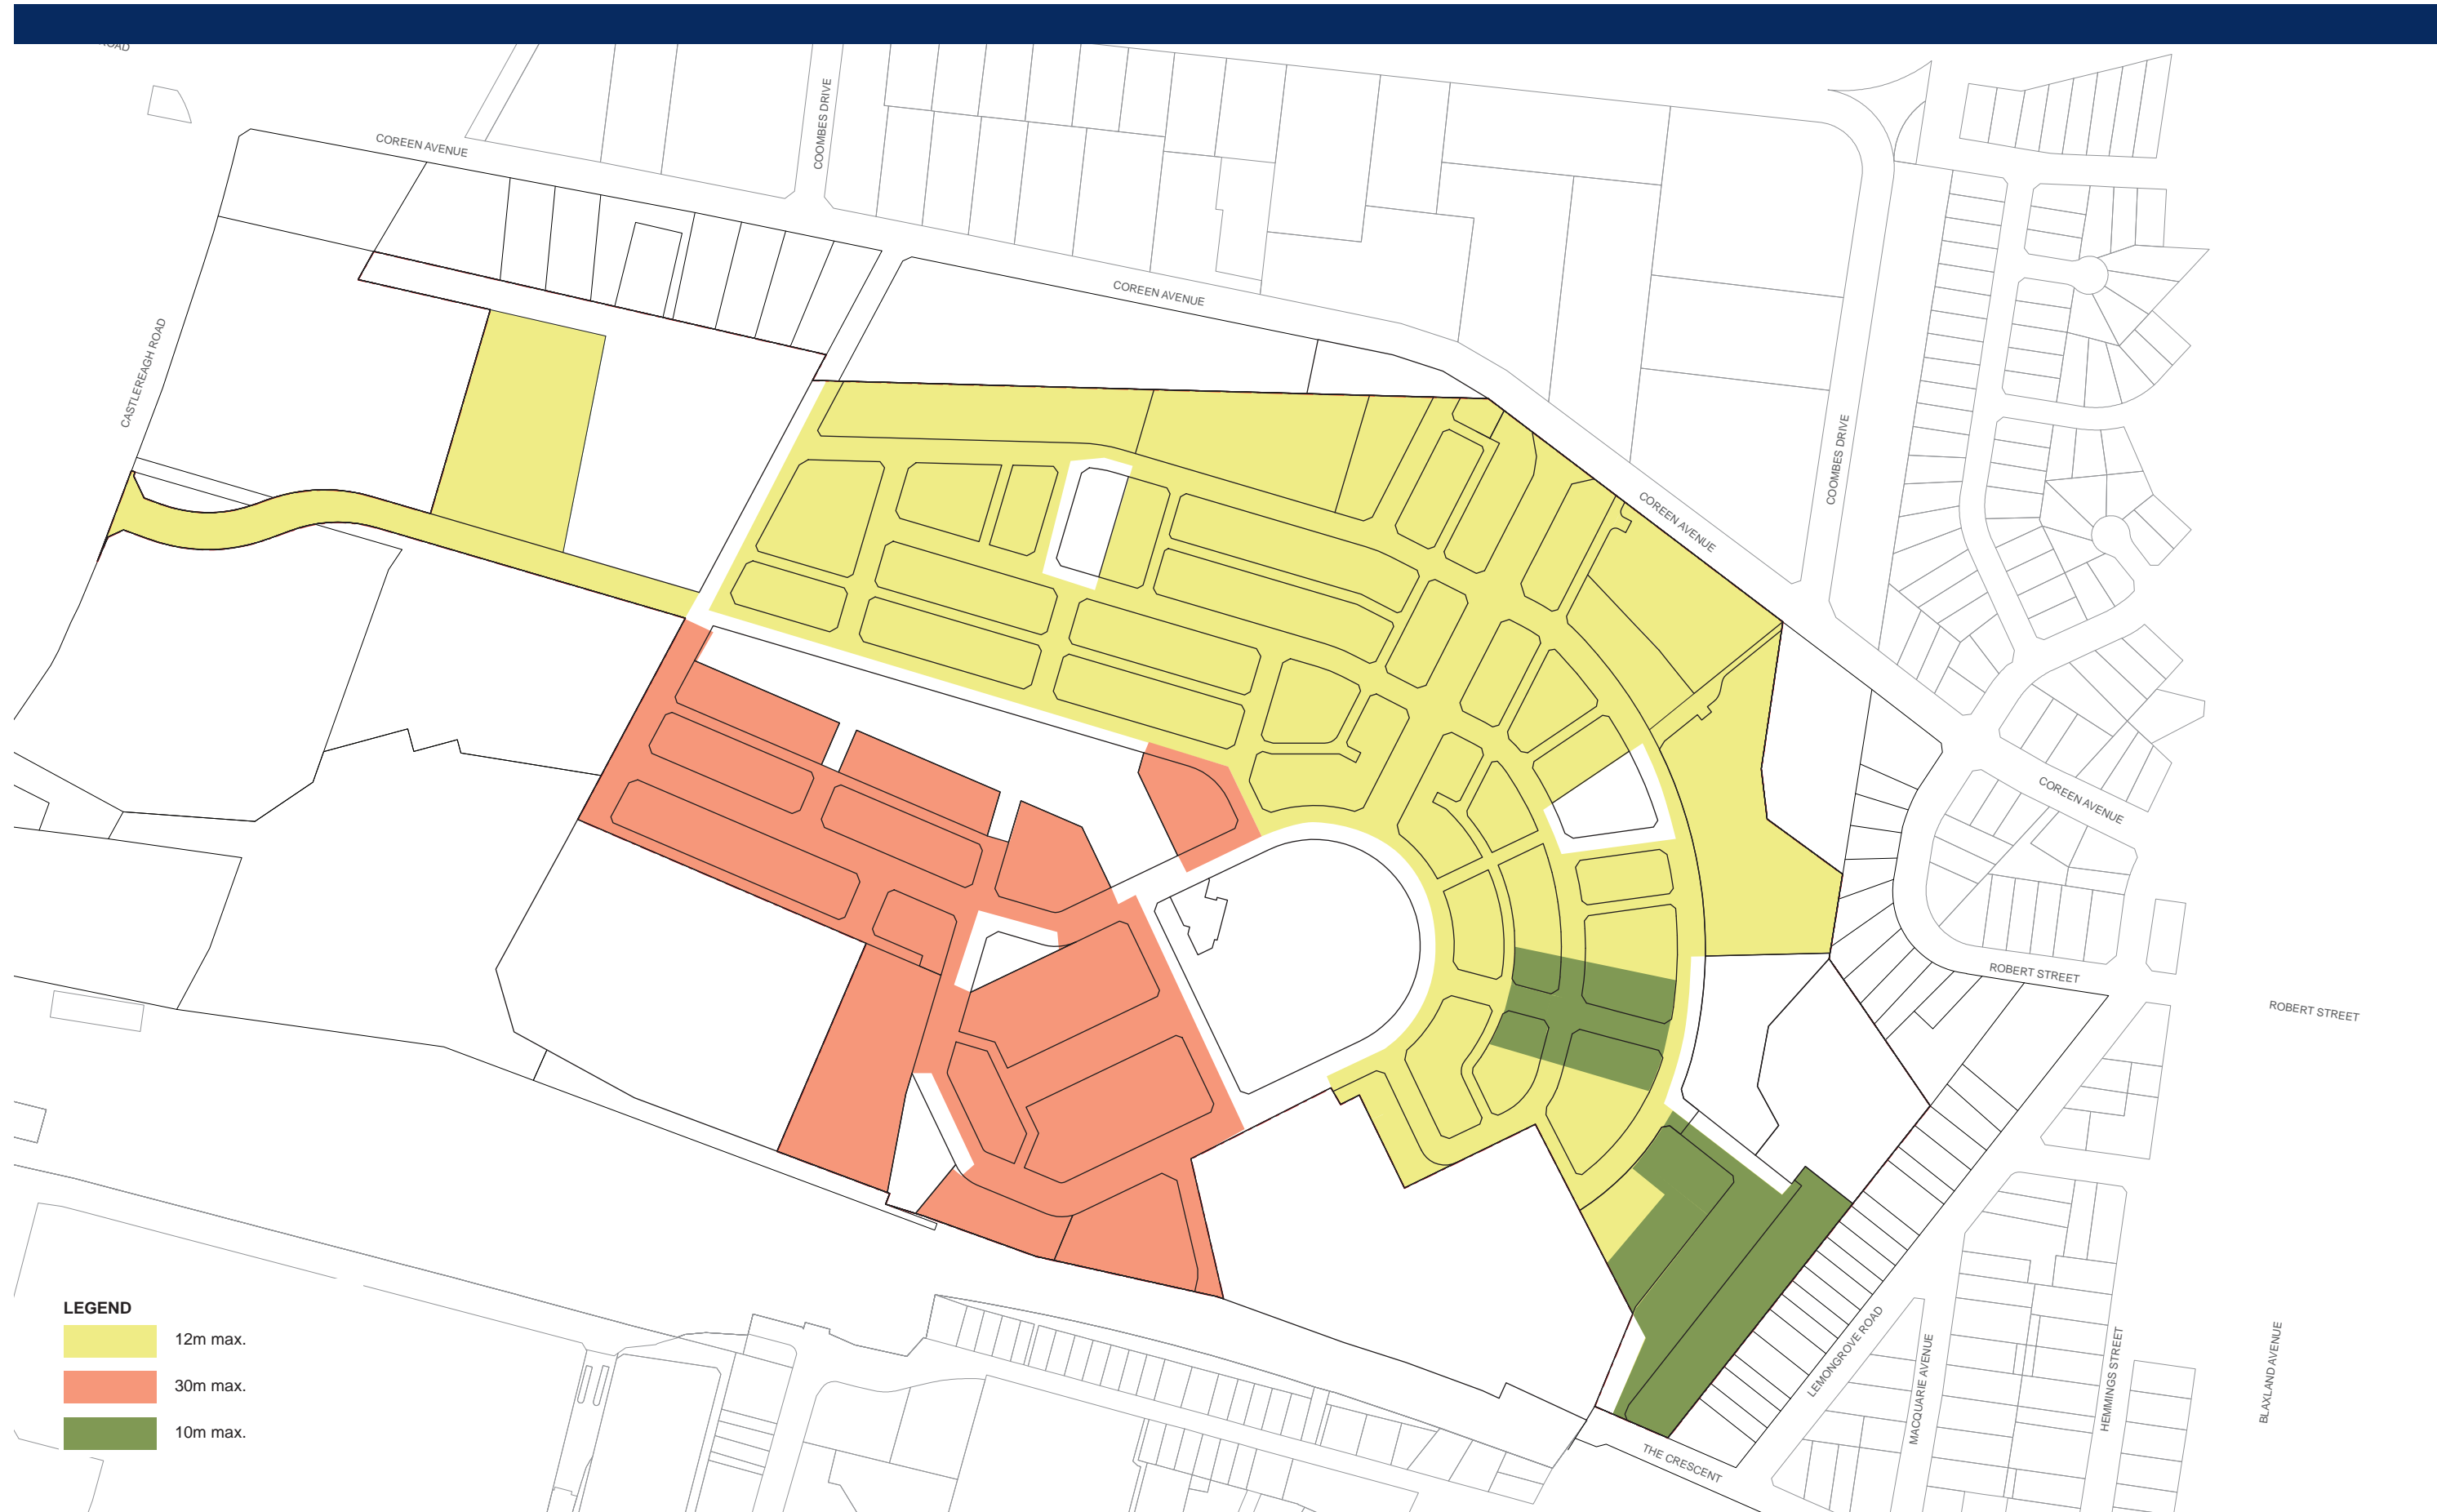 COREEN AVENUE
COOMBES DRIVE
COREEN AVENUE
CASTLEREAGH ROAD
COOMBES DRIVE
COREEN AVENUE
COREEN AVENUE
ROBERT STREET
ROBERT STREET
LEMONGROVE ROAD
MACQUARIE AVENUE
HEMMINGS STREET
BLAXLAND AVENUE
THE CRESCENT
LEGEND
12m max.
30m max.
10m max.